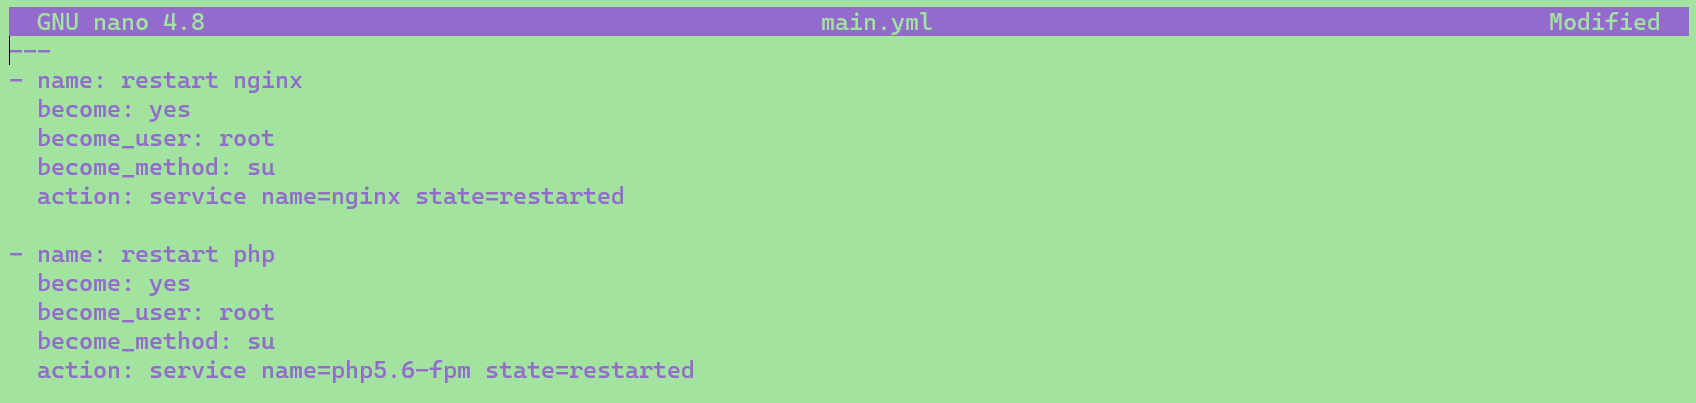 GNU nano 4.8 main.yml Modified
---
- name: restart nginx
  become: yes
  become_user: root
  become_method: su
  action: service name=nginx state=restarted

- name: restart php
  become: yes
  become_user: root
  become_method: su
  action: service name=php5.6-fpm state=restarted